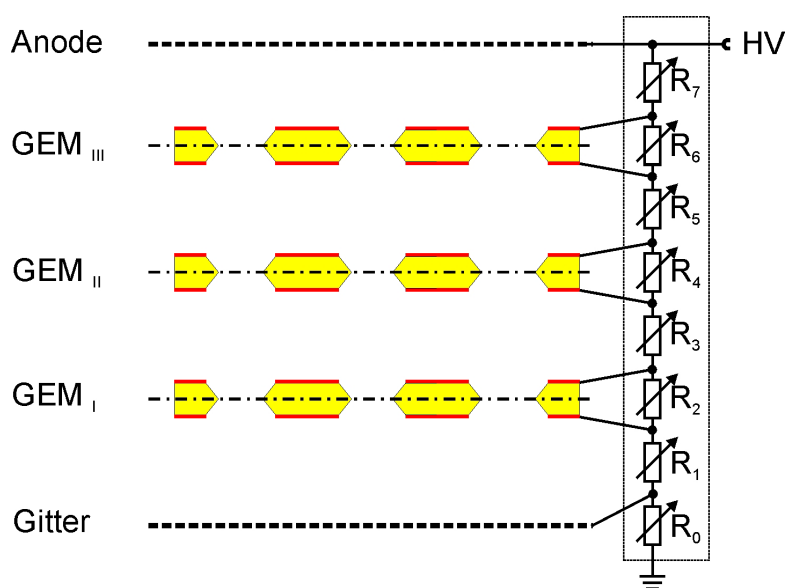 Anode HV
R7
GEM III R6
R5
GEM II R4
R3
GEM I R2
R1
Gitter R0